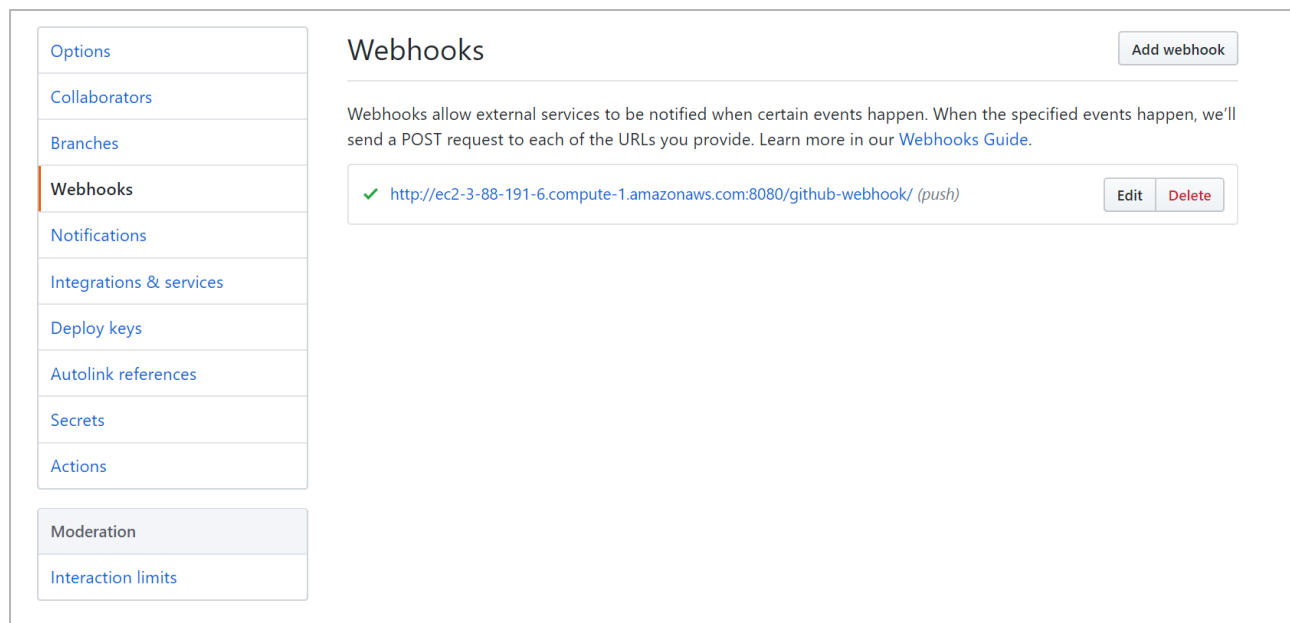 Options
Collaborators
Branches
Webhooks
Notifications
Integrations & services
Deploy keys
Autolink references
Secrets
Actions
Moderation
Interaction limits
Webhooks
Add webhook
Webhooks allow external services to be notified when certain events happen. When the specified events happen, we’ll
send a POST request to each of the URLs you provide. Learn more in our Webhooks Guide.
http://ec2-3-88-191-6.compute-1.amazonaws.com:8080/github-webhook/ (push)
Edit
Delete